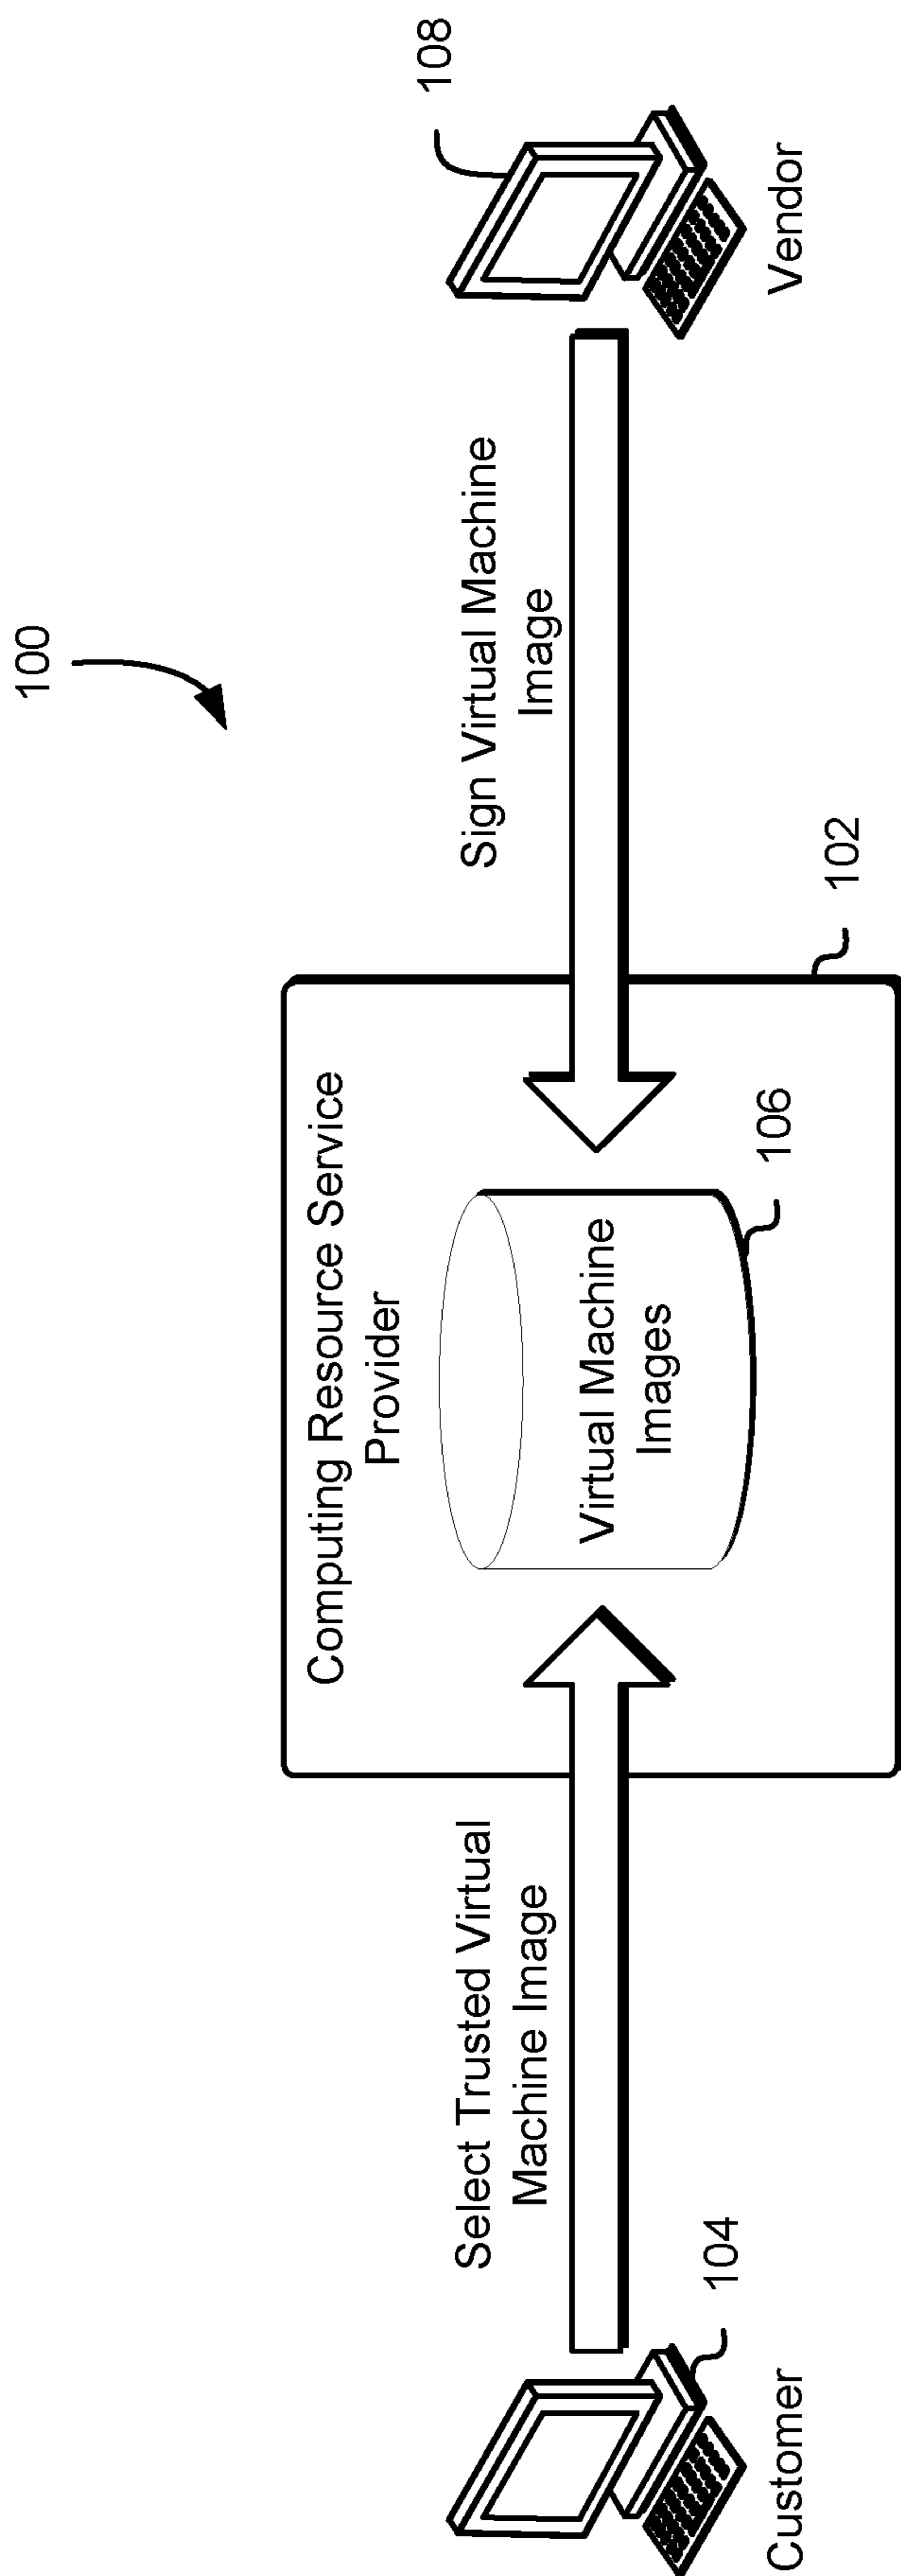 100
Computing Resource Service
Provider
Select Trusted Virtual
Machine Image
Sign Virtual Machine
Image
Virtual Machine
Images
108
104
106
102
Customer
Vendor